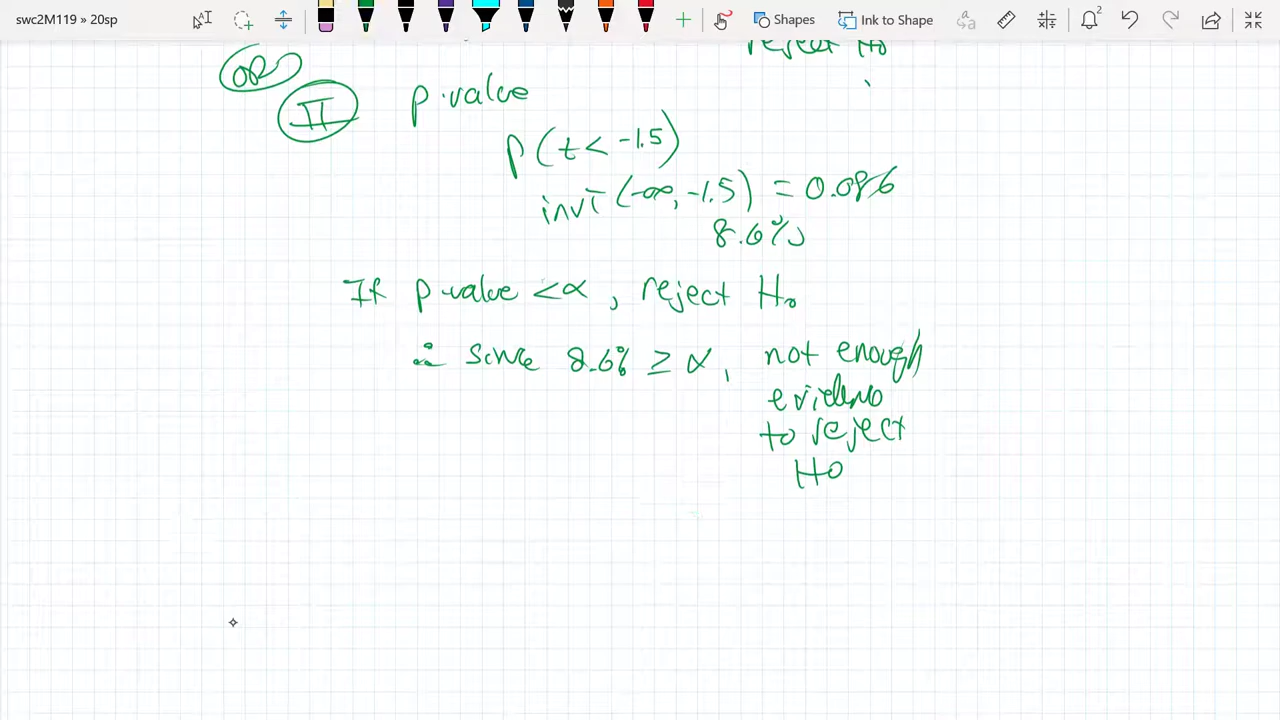 swc2M119 » 20sp
Shapes
Ink to Shape
2
reject Ho
OR
II
p-value
p(t < -1.5)
invT(-∞, -1.5) = 0.086
8.6%
If p-value < α, reject Ho
∴ since 8.6% ≥ α, not enough
evidence
to reject
Ho